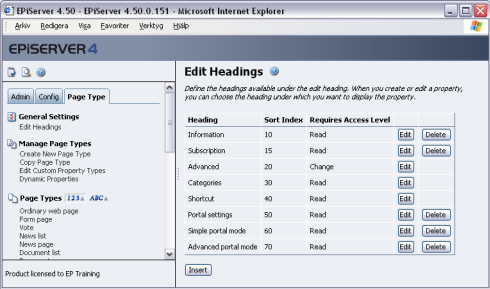 EPiServer 4.50 - EPiServer 4.50.0.151 - Microsoft Internet Explorer
Arkiv Redigera Visa Favoriter Verktyg Hjälp
EPiSERVER 4
Admin Config Page Type
General Settings
Edit Headings
Manage Page Types
Create New Page Type
Copy Page Type
Edit Custom Property Types
Dynamic Properties
Page Types 123 ABC
Ordinary web page
Form page
Vote
News list
News page
Document list
Product licensed to EP Training
Edit Headings
Define the headings available under the edit heading. When you create or edit a property,
you can choose the heading under which you want to display the property.
Heading Sort Index Requires Access Level
Information 10 Read Edit Delete
Subscription 15 Read Edit Delete
Advanced 20 Change Edit
Categories 30 Read Edit
Shortcut 40 Read Edit
Portal settings 50 Read Edit Delete
Simple portal mode 60 Read Edit Delete
Advanced portal mode 70 Read Edit Delete
Insert